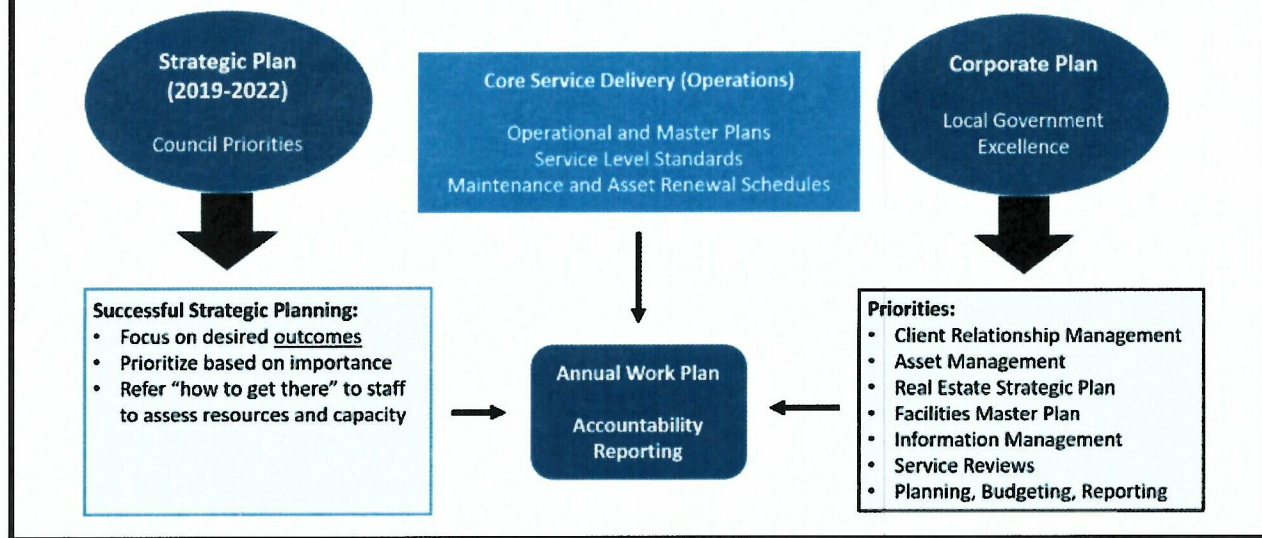 Strategic Plan
(2019-2022)
Council Priorities
Core Service Delivery (Operations)
Operational and Master Plans
Service Level Standards
Maintenance and Asset Renewal Schedules
Corporate Plan
Local Government
Excellence
Successful Strategic Planning:
• Focus on desired outcomes
• Prioritize based on importance
• Refer “how to get there” to staff
to assess resources and capacity
Annual Work Plan
Accountability
Reporting
Priorities:
• Client Relationship Management
• Asset Management
• Real Estate Strategic Plan
• Facilities Master Plan
• Information Management
• Service Reviews
• Planning, Budgeting, Reporting